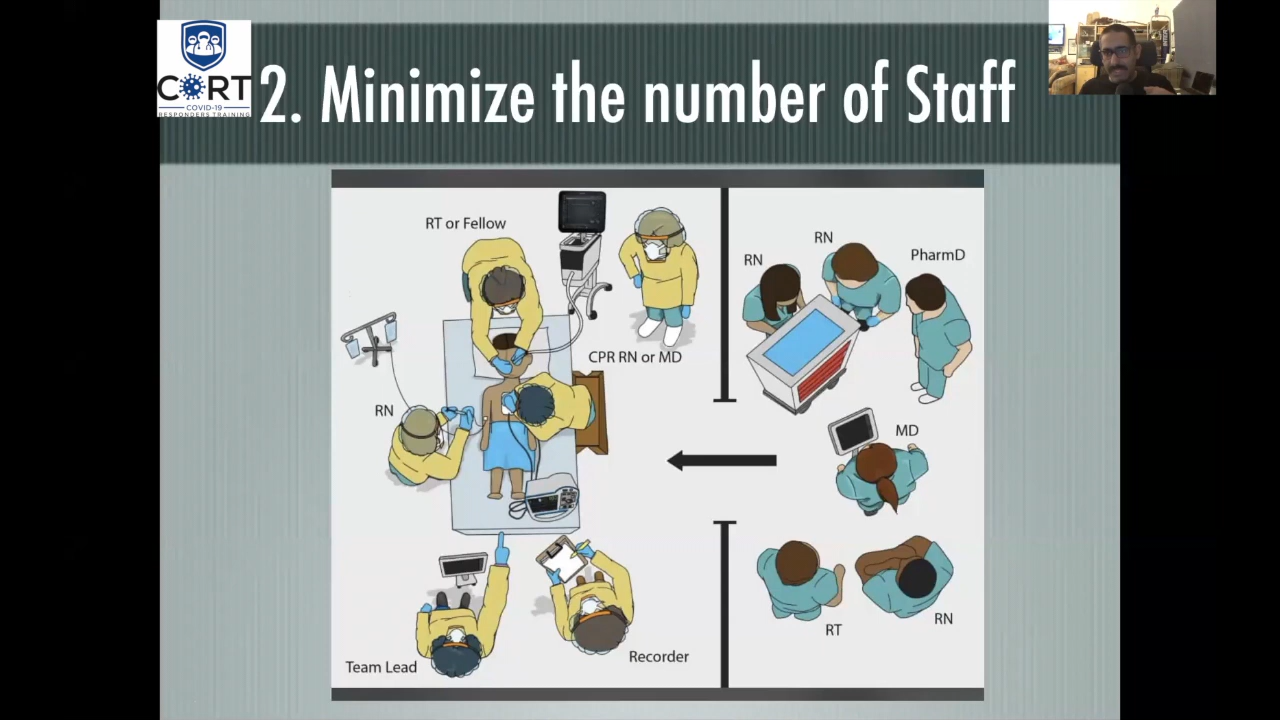 CORT
COVID-19
RESPONDERS TRAINING
2. Minimize the number of Staff
RT or Fellow
CPR RN or MD
RN
Team Lead
Recorder
RN
RN
PharmD
MD
RT
RN